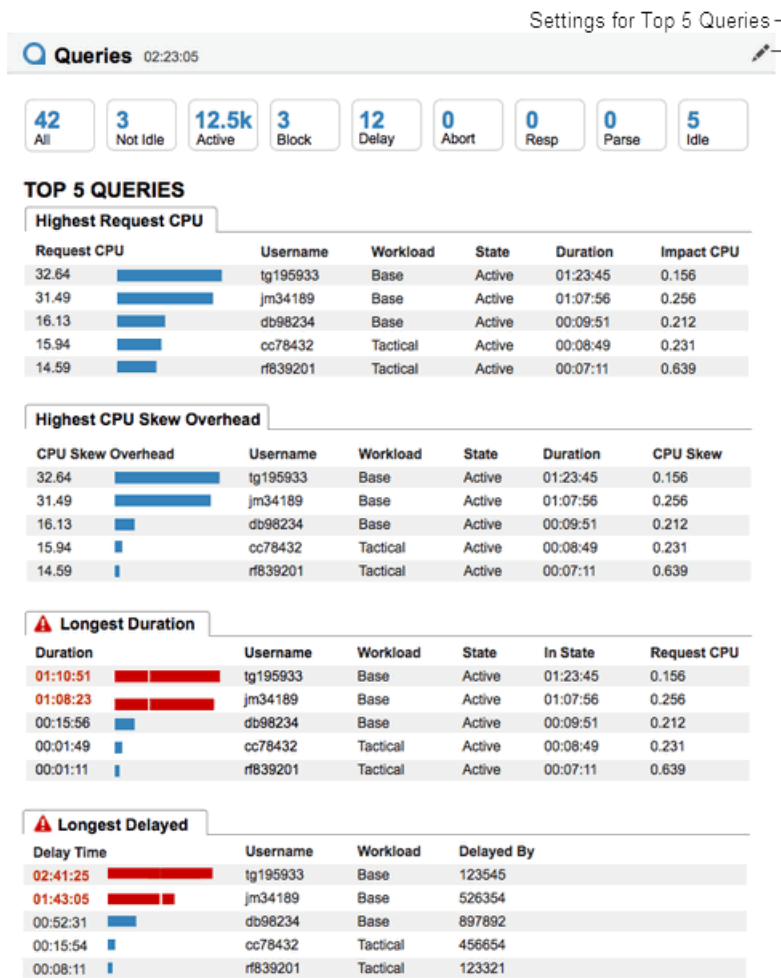 Settings for Top 5 Queries
Queries 02:23:05
42 3 12.5k 3 12 0 0 0 5
All Not Idle Active Block Delay Abort Resp Parse Idle
TOP 5 QUERIES
Highest Request CPU
Request CPU Username Workload State Duration Impact CPU
32.64 tg195933 Base Active 01:23:45 0.156
31.49 jm34189 Base Active 01:07:56 0.256
16.13 db98234 Base Active 00:09:51 0.212
15.94 cc78432 Tactical Active 00:08:49 0.231
14.59 rf839201 Tactical Active 00:07:11 0.639
Highest CPU Skew Overhead
CPU Skew Overhead Username Workload State Duration CPU Skew
32.64 tg195933 Base Active 01:23:45 0.156
31.49 jm34189 Base Active 01:07:56 0.256
16.13 db98234 Base Active 00:09:51 0.212
15.94 cc78432 Tactical Active 00:08:49 0.231
14.59 rf839201 Tactical Active 00:07:11 0.639
Longest Duration
Duration Username Workload State In State Request CPU
01:10:51 tg195933 Base Active 01:23:45 0.156
01:08:23 jm34189 Base Active 01:07:56 0.256
00:15:56 db98234 Base Active 00:09:51 0.212
00:01:49 cc78432 Tactical Active 00:08:49 0.231
00:01:11 rf839201 Tactical Active 00:07:11 0.639
Longest Delayed
Delay Time Username Workload Delayed By
02:41:25 tg195933 Base 123545
01:43:05 jm34189 Base 526354
00:52:31 db98234 Base 897892
00:15:54 cc78432 Tactical 456654
00:08:11 rf839201 Tactical 123321